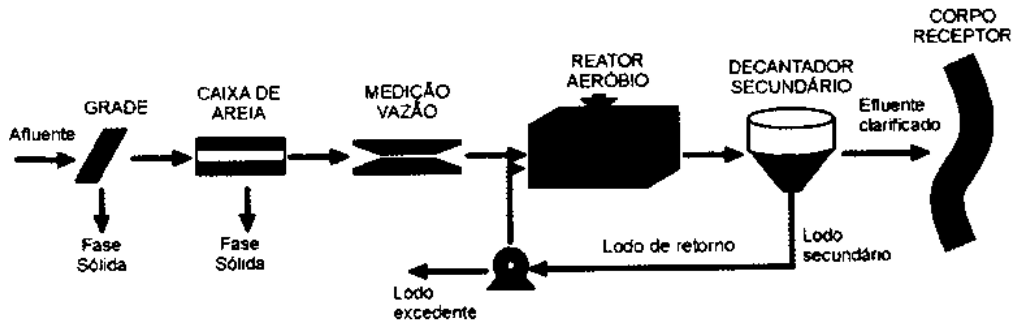 CORPO
RECEPTOR
REATOR
AERÓBIO
DECANTADOR
SECUNDÁRIO
MEDIÇÃO
VAZÃO
CAIXA DE
AREIA
GRADE
Afluente
Efluente
clarificado
Fase
Sólida
Fase
Sólida
Lodo de retorno
Lodo
secundário
Lodo
excedente